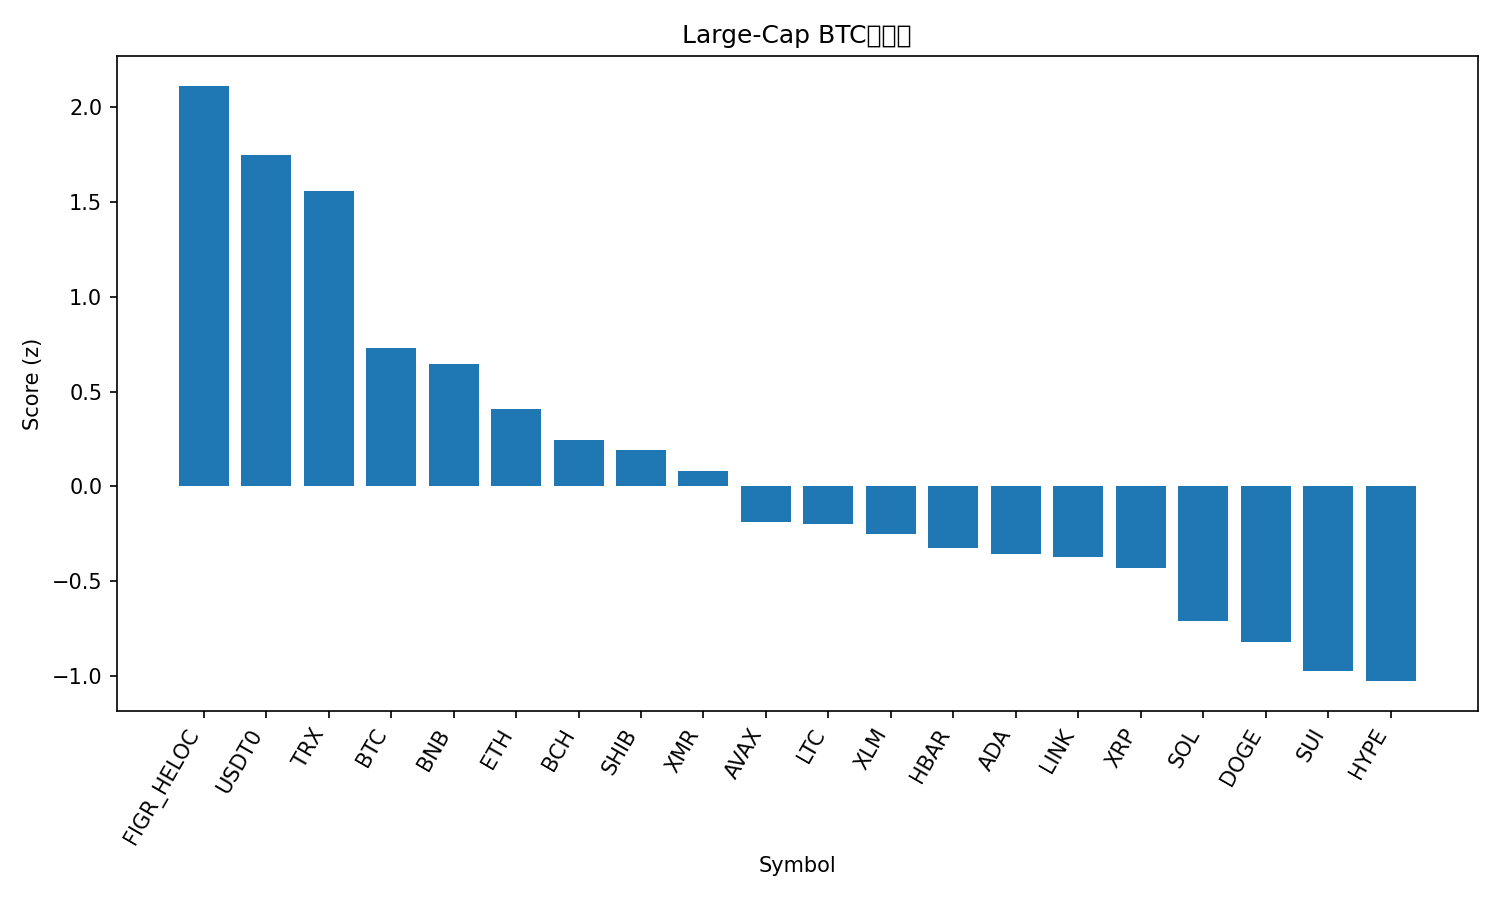 Large-Cap BTC
Score (z)
2.0
1.5
1.0
0.5
0.0
−0.5
−1.0
FIGR_HELOC
USDT0
TRX
BTC
BNB
ETH
BCH
SHIB
XMR
AVAX
LTC
XLM
HBAR
ADA
LINK
XRP
SOL
DOGE
SUI
HYPE
Symbol